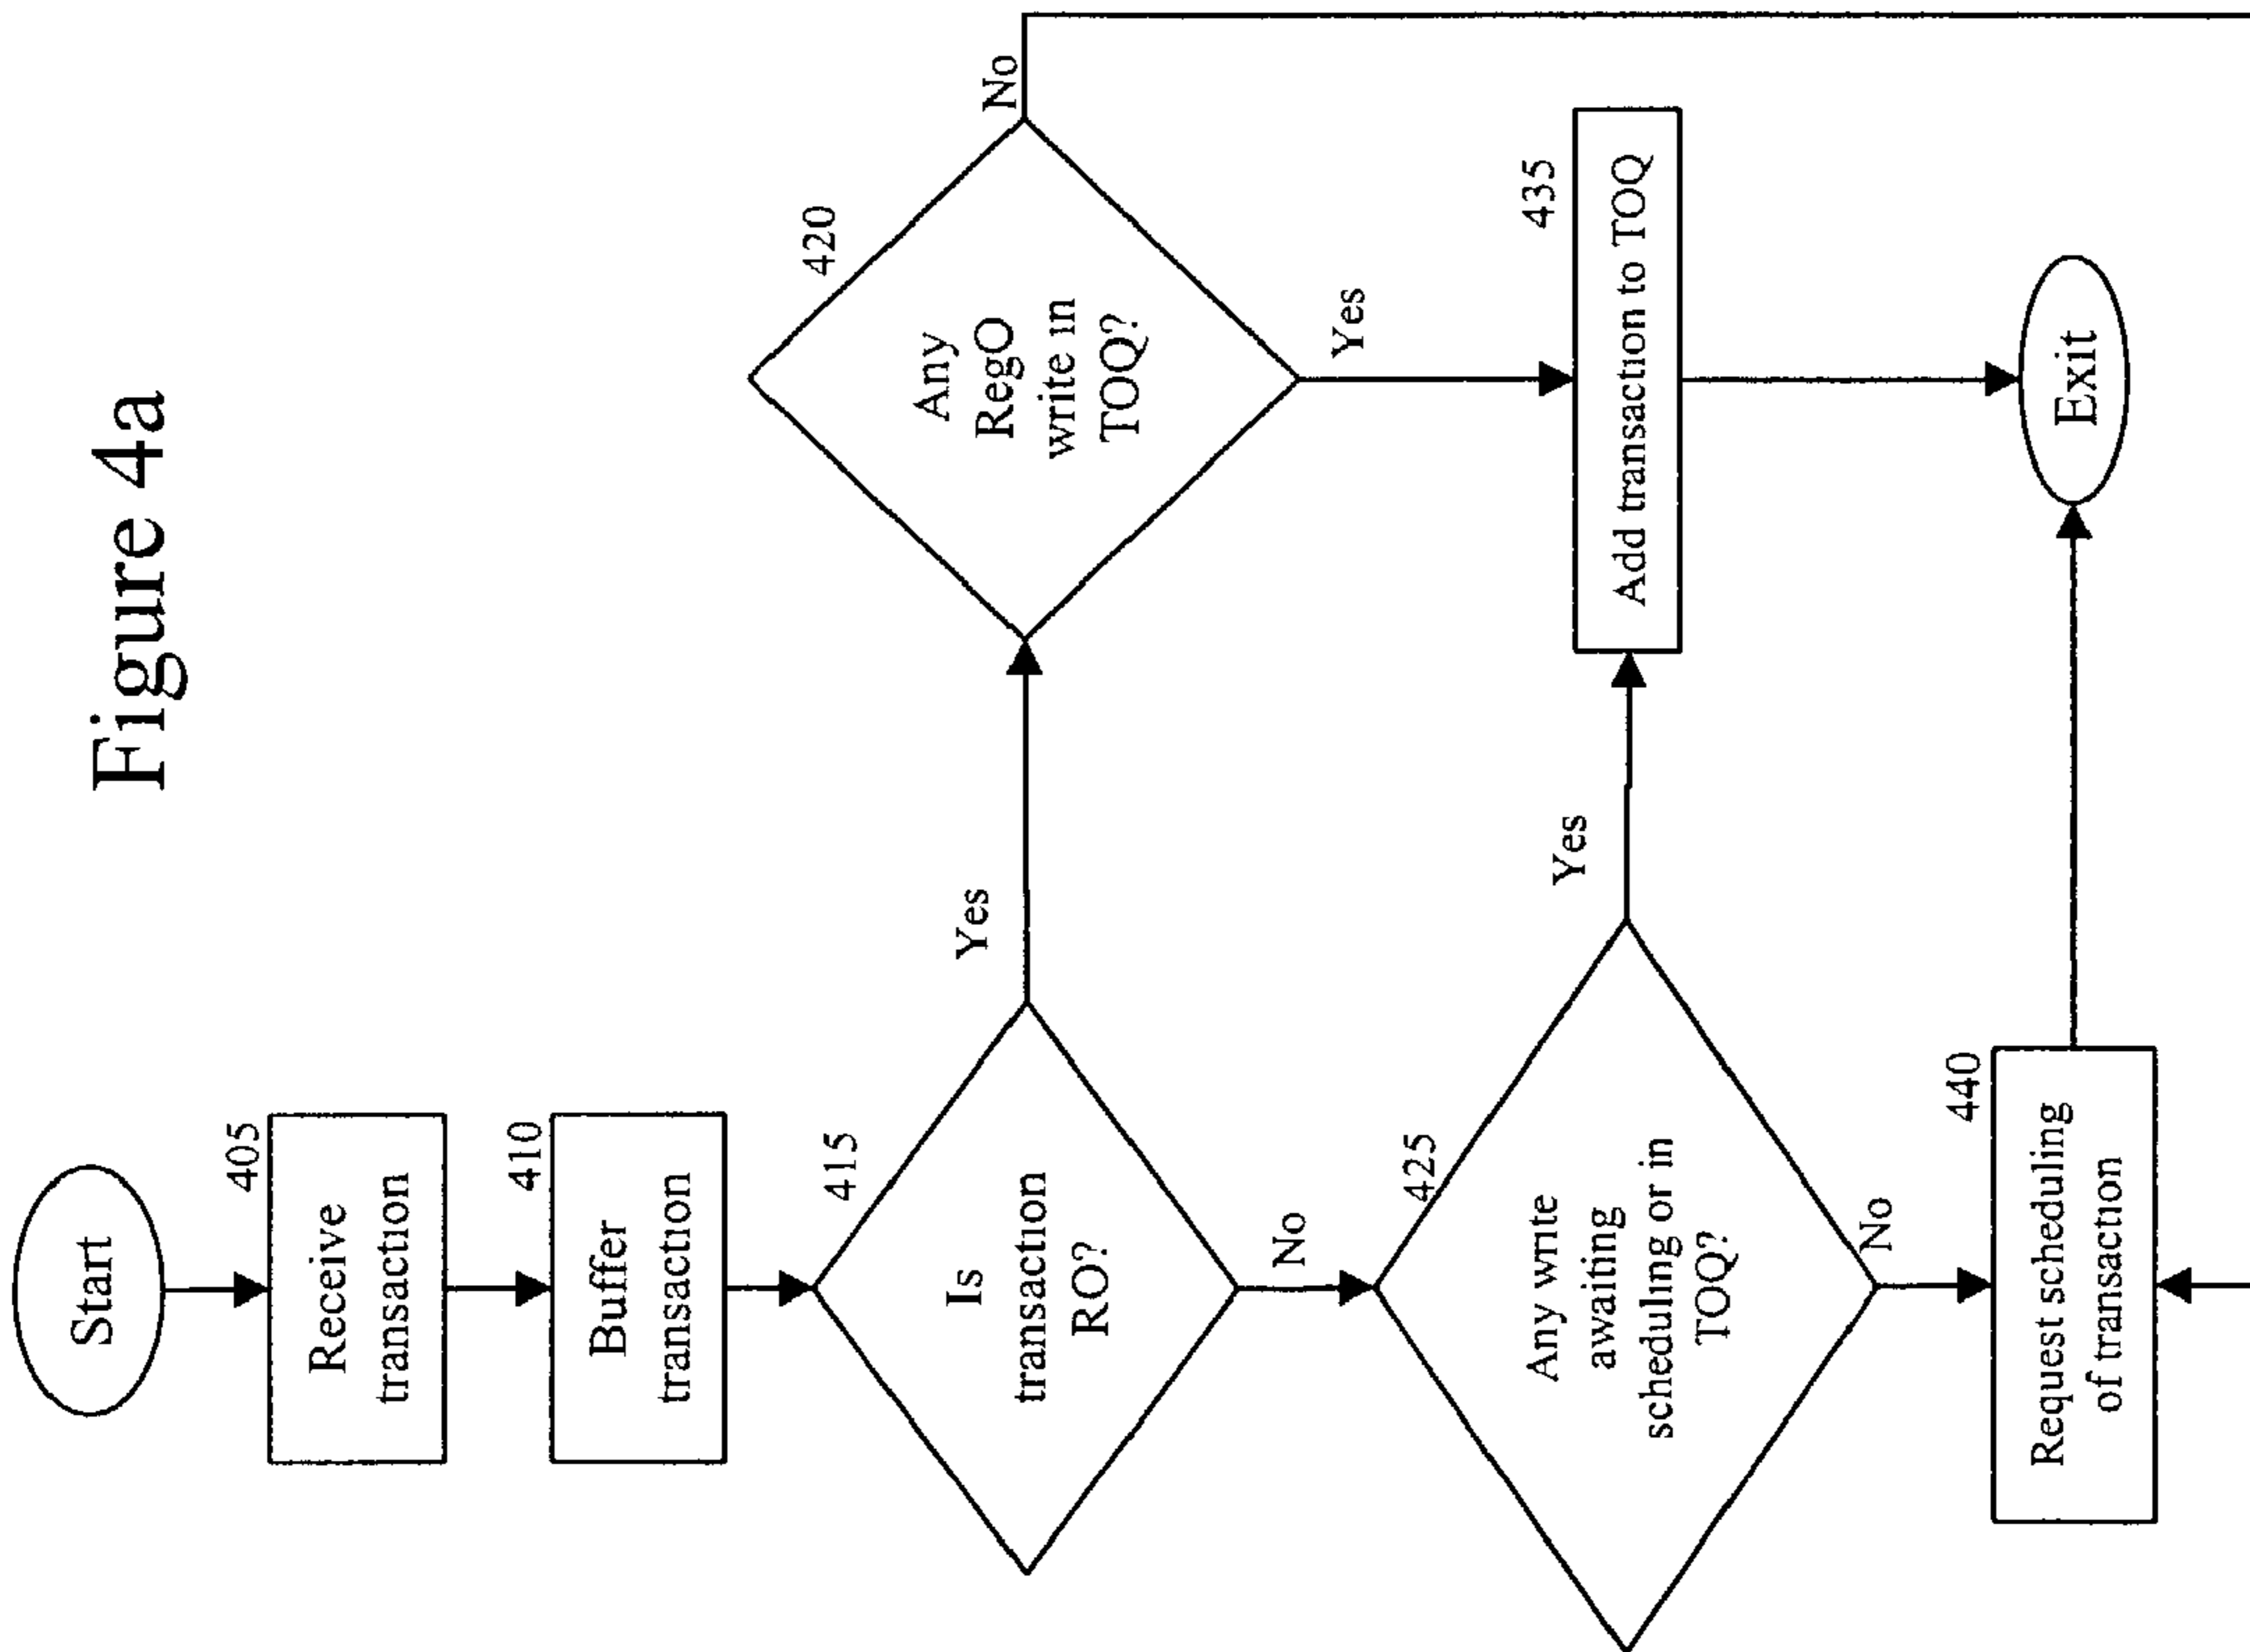 Figure 4a
Start
405
Receive
transaction
410
Buffer
transaction
415
Is
transaction
RO?
Yes
No
420
Any
RegO
write in
TOQ?
No
Yes
425
Any write
awaiting
scheduling or in
TOQ?
Yes
No
435
Add transaction to TOQ
440
Request scheduling
of transaction
Exit